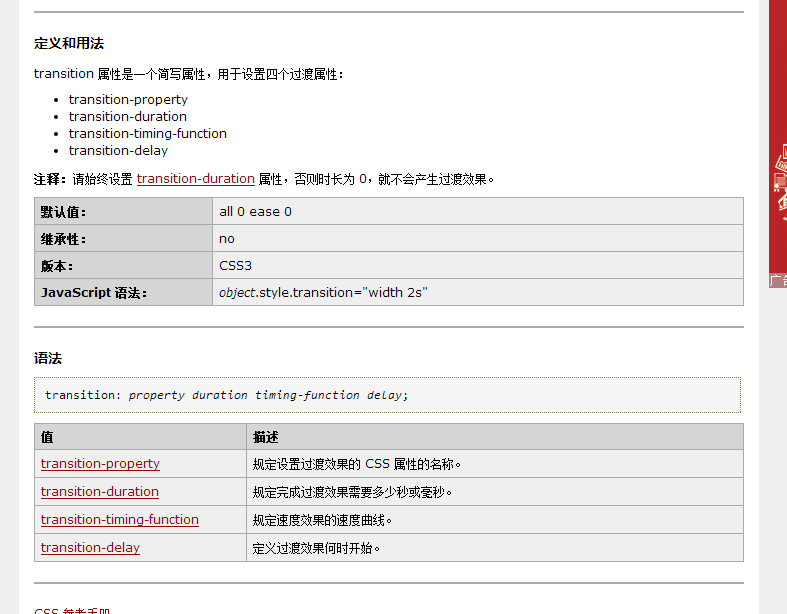 定义和用法
transition 属性是一个简写属性，用于设置四个过渡属性：
transition-property
transition-duration
transition-timing-function
transition-delay
注释：请始终设置 transition-duration 属性，否则时长为 0，就不会产生过渡效果。
默认值： all 0 ease 0
继承性： no
版本： CSS3
JavaScript 语法： object.style.transition="width 2s"
语法
transition: property duration timing-function delay;
值 描述
transition-property 规定设置过渡效果的 CSS 属性的名称。
transition-duration 规定完成过渡效果需要多少秒或毫秒。
transition-timing-function 规定速度效果的速度曲线。
transition-delay 定义过渡效果何时开始。
CSS 参考手册